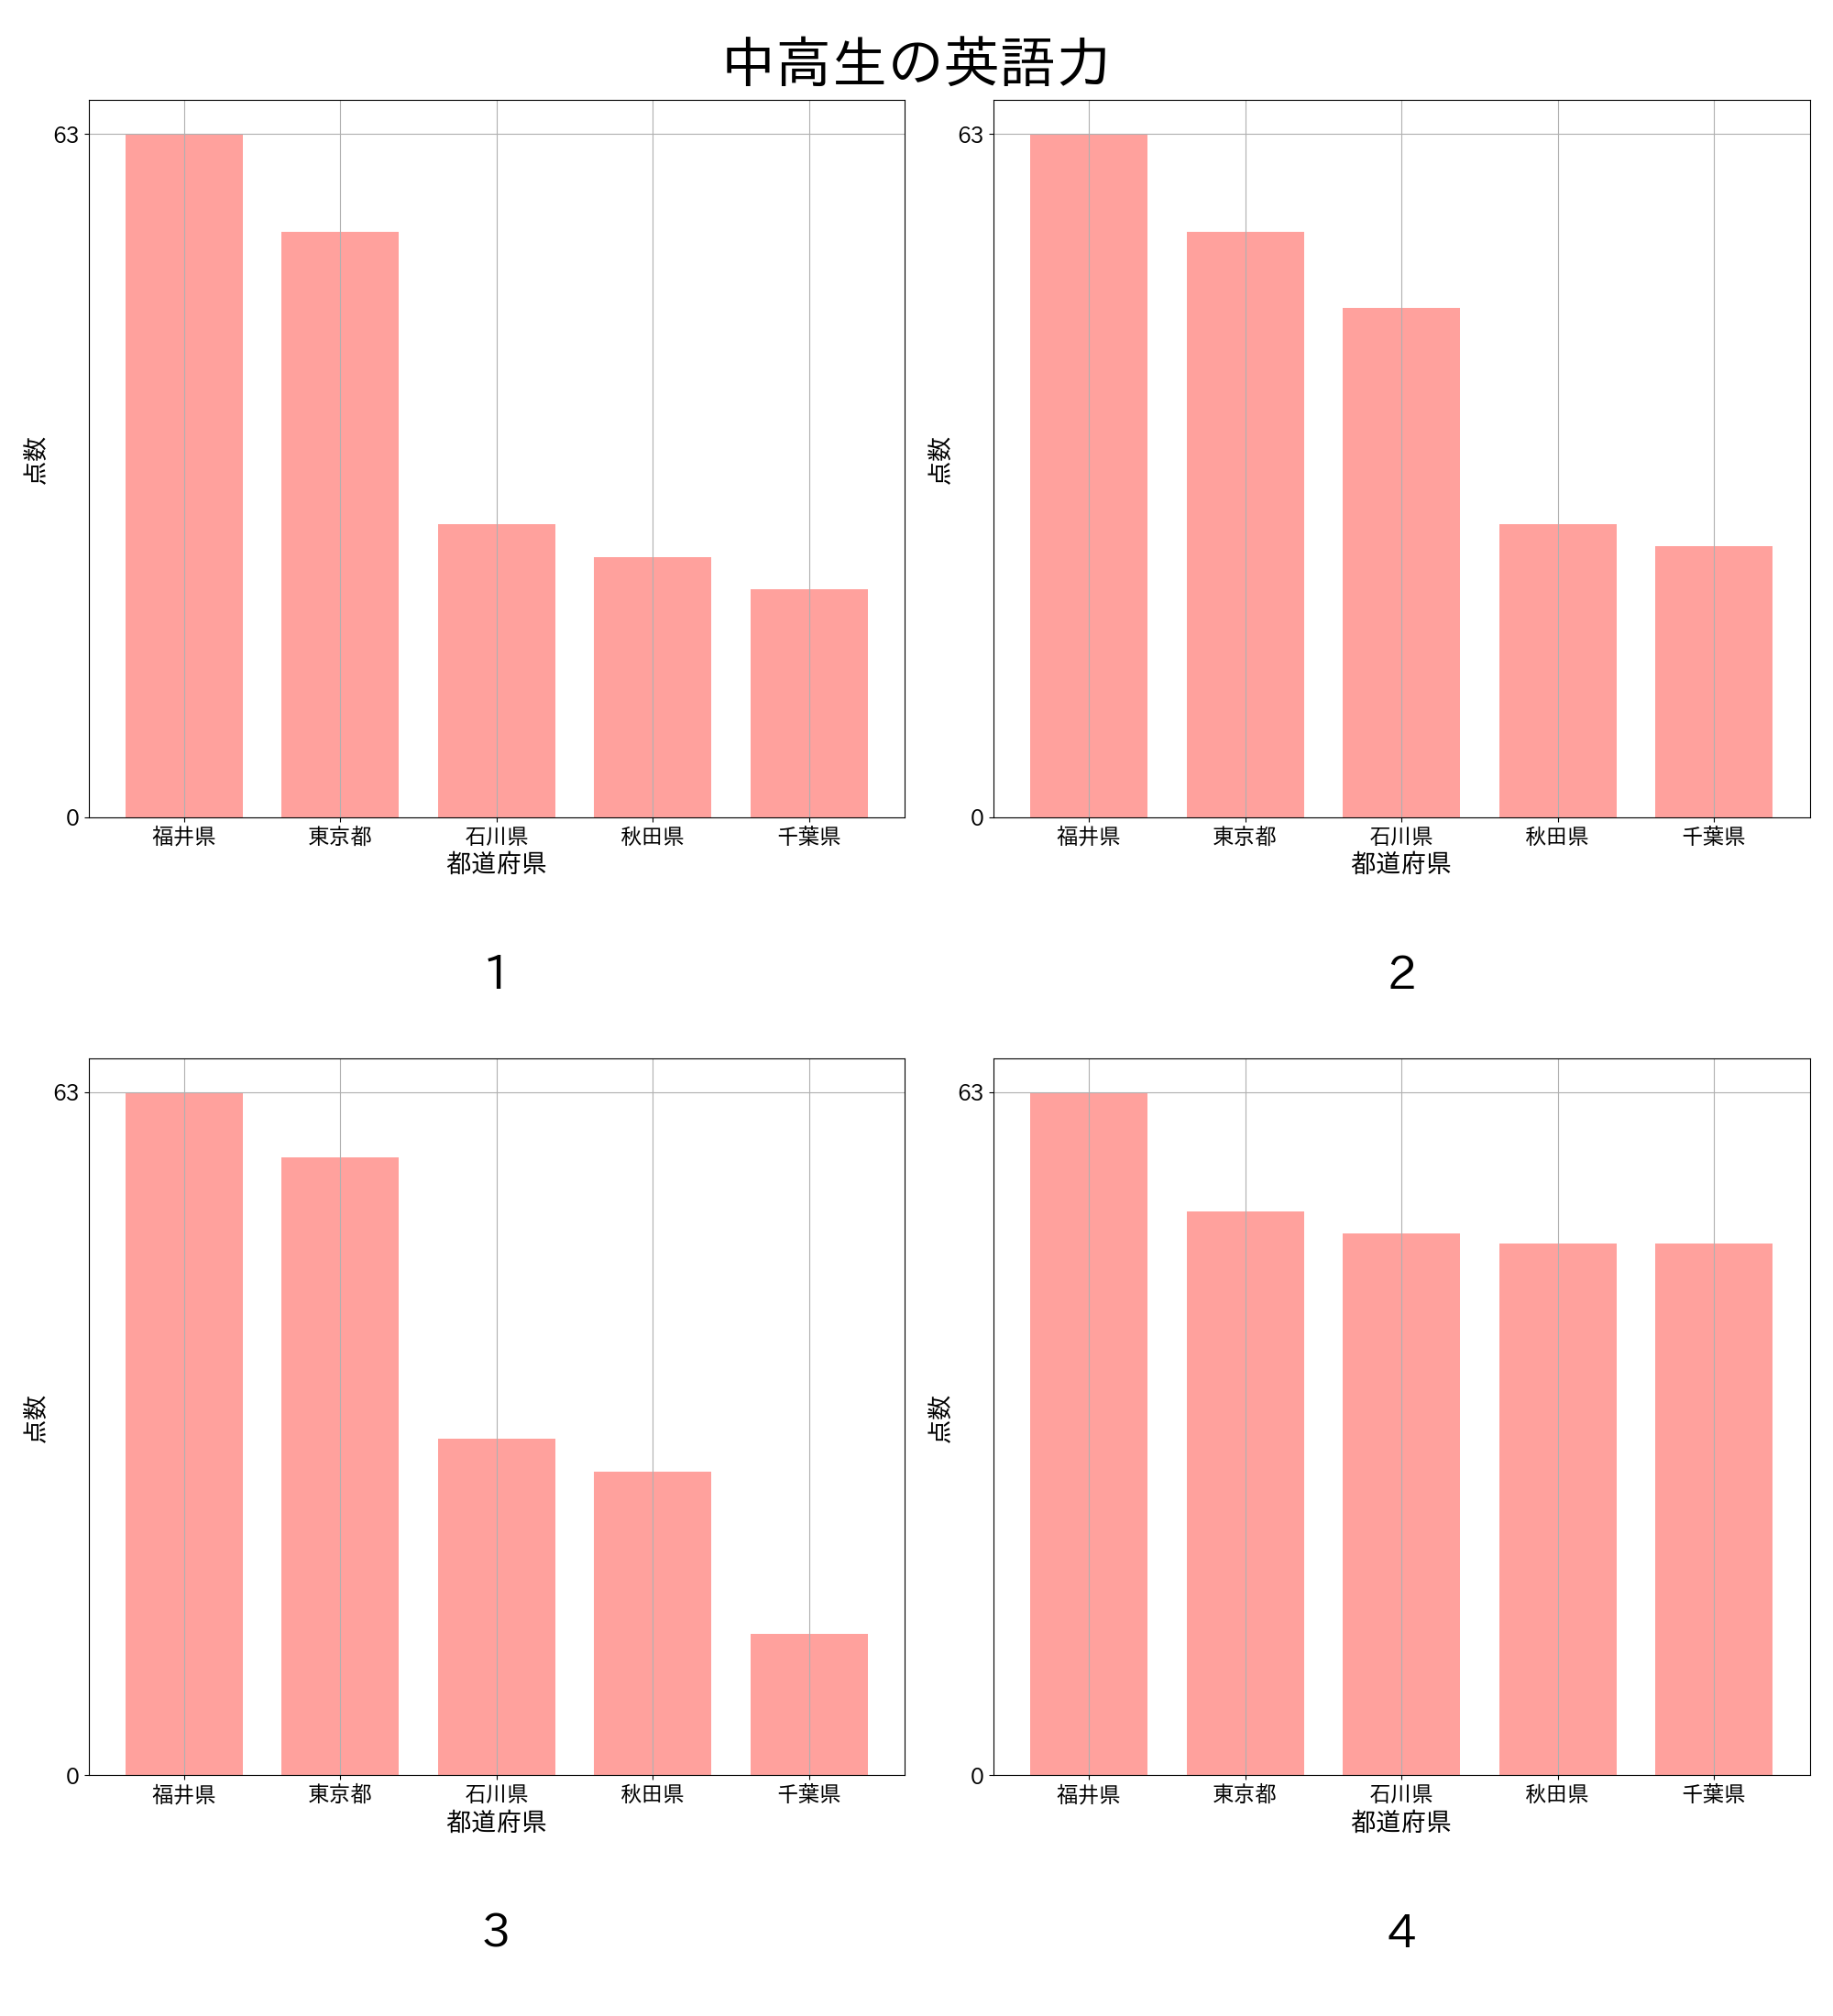 中高生の英語力
63
点数
0
福井県 東京都 石川県 秋田県 千葉県
都道府県
1
63
点数
0
福井県 東京都 石川県 秋田県 千葉県
都道府県
2
63
点数
0
福井県 東京都 石川県 秋田県 千葉県
都道府県
3
63
点数
0
福井県 東京都 石川県 秋田県 千葉県
都道府県
4